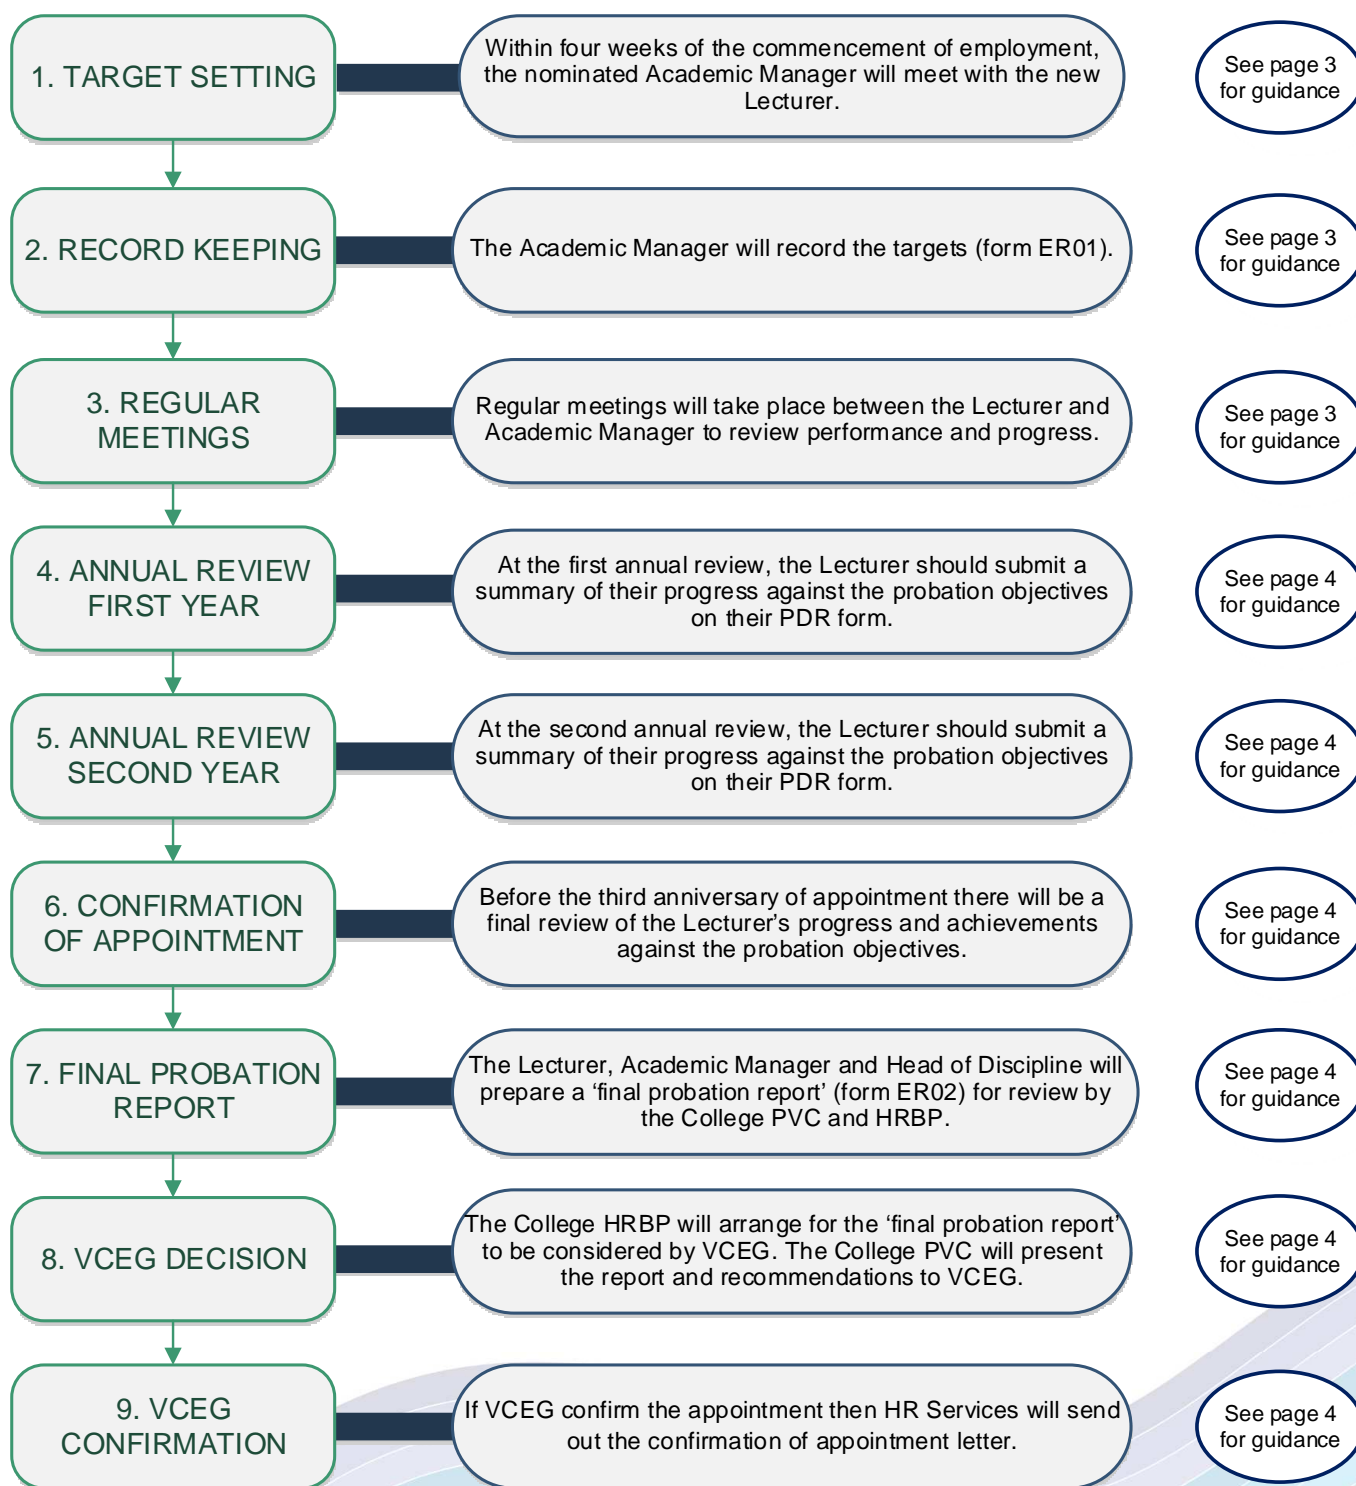 1. TARGET SETTING
Within four weeks of the commencement of employment,
the nominated Academic Manager will meet with the new
Lecturer.
See page 3
for guidance
2. RECORD KEEPING
The Academic Manager will record the targets (form ER01).
See page 3
for guidance
3. REGULAR
MEETINGS
Regular meetings will take place between the Lecturer and
Academic Manager to review performance and progress.
See page 3
for guidance
4. ANNUAL REVIEW
FIRST YEAR
At the first annual review, the Lecturer should submit a
summary of their progress against the probation objectives
on their PDR form.
See page 4
for guidance
5. ANNUAL REVIEW
SECOND YEAR
At the second annual review, the Lecturer should submit a
summary of their progress against the probation objectives
on their PDR form.
See page 4
for guidance
6. CONFIRMATION
OF APPOINTMENT
Before the third anniversary of appointment there will be a
final review of the Lecturer’s progress and achievements
against the probation objectives.
See page 4
for guidance
7. FINAL PROBATION
REPORT
The Lecturer, Academic Manager and Head of Discipline will
prepare a ‘final probation report’ (form ER02) for review by
the College PVC and HRBP.
See page 4
for guidance
8. VCEG DECISION
The College HRBP will arrange for the ‘final probation report’
to be considered by VCEG. The College PVC will present
the report and recommendations to VCEG.
See page 4
for guidance
9. VCEG
CONFIRMATION
If VCEG confirm the appointment then HR Services will send
out the confirmation of appointment letter.
See page 4
for guidance